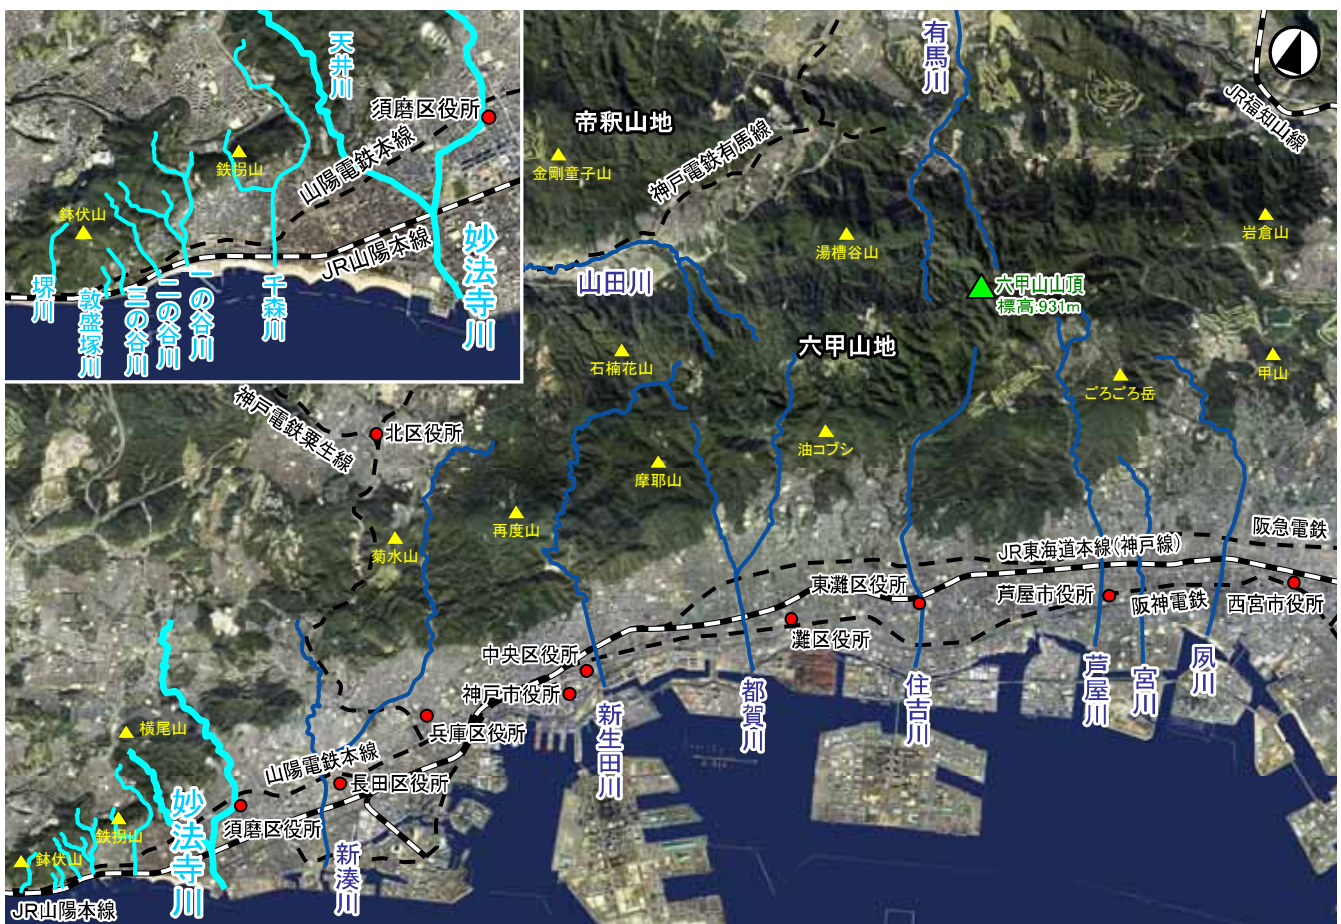 天井川
須磨区役所
山陽電鉄本線
鉄拐山
鉢伏山
JR山陽本線
妙法寺川
堺川
敦盛塚川
三の谷川
二の谷川
一の谷川
千森川
有馬川
JR福知山線
帝釈山地
金剛童子山
神戸電鉄有馬線
岩倉山
湯槽谷山
山田川
六甲山山頂
標高:931m
六甲山地
石楠花山
甲山
ごろごろ岳
神戸電鉄粟生線
北区役所
油コブシ
摩耶山
再度山
菊水山
阪急電鉄
JR東海道本線(神戸線)
東灘区役所
芦屋市役所
阪神電鉄
西宮市役所
灘区役所
中央区役所
神戸市役所
兵庫区役所
新生田川
都賀川
住吉川
芦屋川
宮川
夙川
横尾山
山陽電鉄本線
長田区役所
須磨区役所
妙法寺川
鉄拐山
鉢伏山
新湊川
JR山陽本線